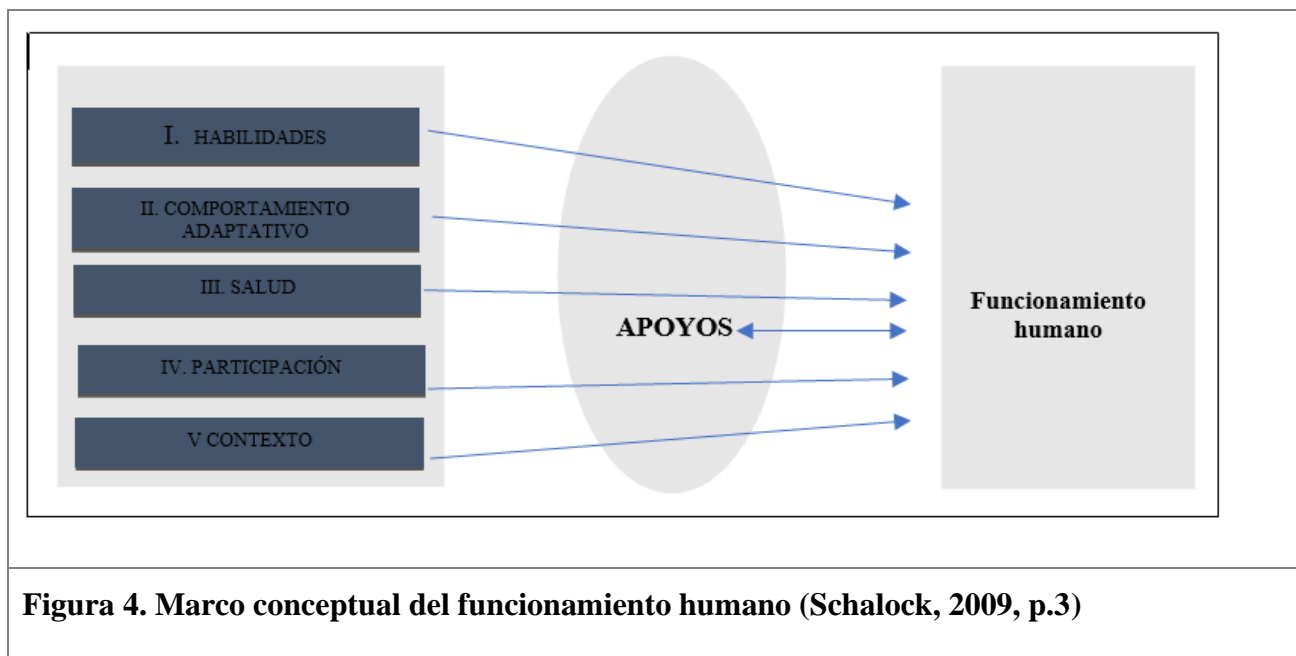 I. HABILIDADES
II. COMPORTAMIENTO
ADAPTATIVO
III. SALUD
IV. PARTICIPACIÓN
V CONTEXTO
APOYOS
Funcionamiento
humano
Figura 4. Marco conceptual del funcionamiento humano (Schalock, 2009, p.3)